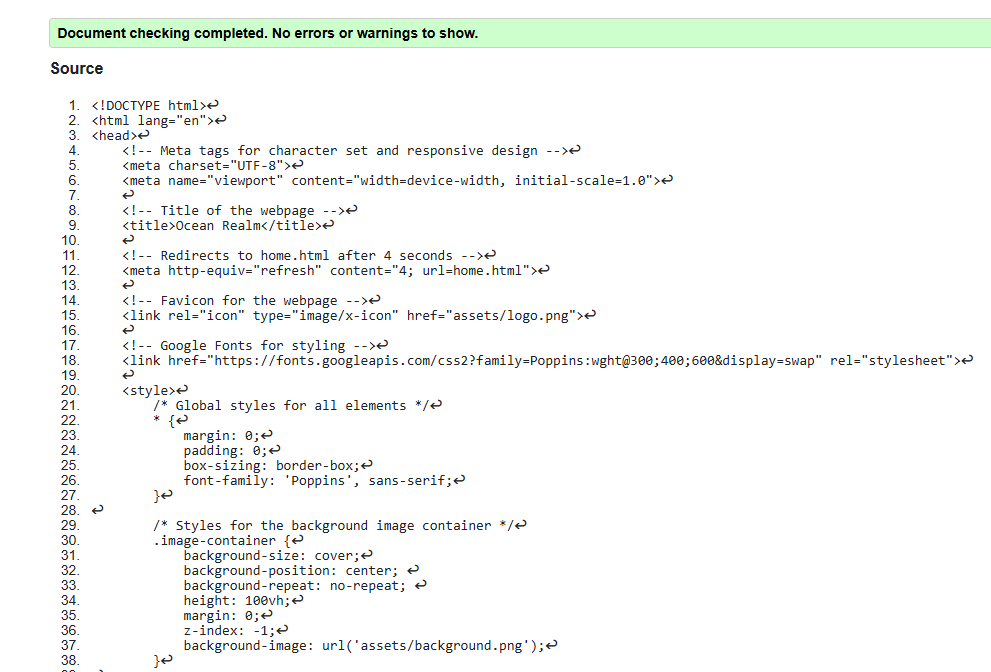 Document checking completed. No errors or warnings to show.
Source
1. <!DOCTYPE html>↩
2. <html lang="en">↩
3. <head>↩
4.     <!-- Meta tags for character set and responsive design -->↩
5.     <meta charset="UTF-8">↩
6.     <meta name="viewport" content="width=device-width, initial-scale=1.0">↩
7.     ↩
8.     <!-- Title of the webpage -->↩
9.     <title>Ocean Realm</title>↩
10.     ↩
11.     <!-- Redirects to home.html after 4 seconds -->↩
12.     <meta http-equiv="refresh" content="4; url=home.html">↩
13.     ↩
14.     <!-- Favicon for the webpage -->↩
15.     <link rel="icon" type="image/x-icon" href="assets/logo.png">↩
16.     ↩
17.     <!-- Google Fonts for styling -->↩
18.     <link href="https://fonts.googleapis.com/css2?family=Poppins:wght@300;400;600&display=swap" rel="stylesheet">↩
19.     ↩
20.     <style>↩
21.         /* Global styles for all elements */↩
22.         * {↩
23.             margin: 0;↩
24.             padding: 0;↩
25.             box-sizing: border-box;↩
26.             font-family: 'Poppins', sans-serif;↩
27.         }↩
28. ↩
29.         /* Styles for the background image container */↩
30.         .image-container {↩
31.             background-size: cover;↩
32.             background-position: center; ↩
33.             background-repeat: no-repeat; ↩
34.             height: 100vh;↩
35.             margin: 0;↩
36.             z-index: -1;↩
37.             background-image: url('assets/background.png');↩
38.         }↩